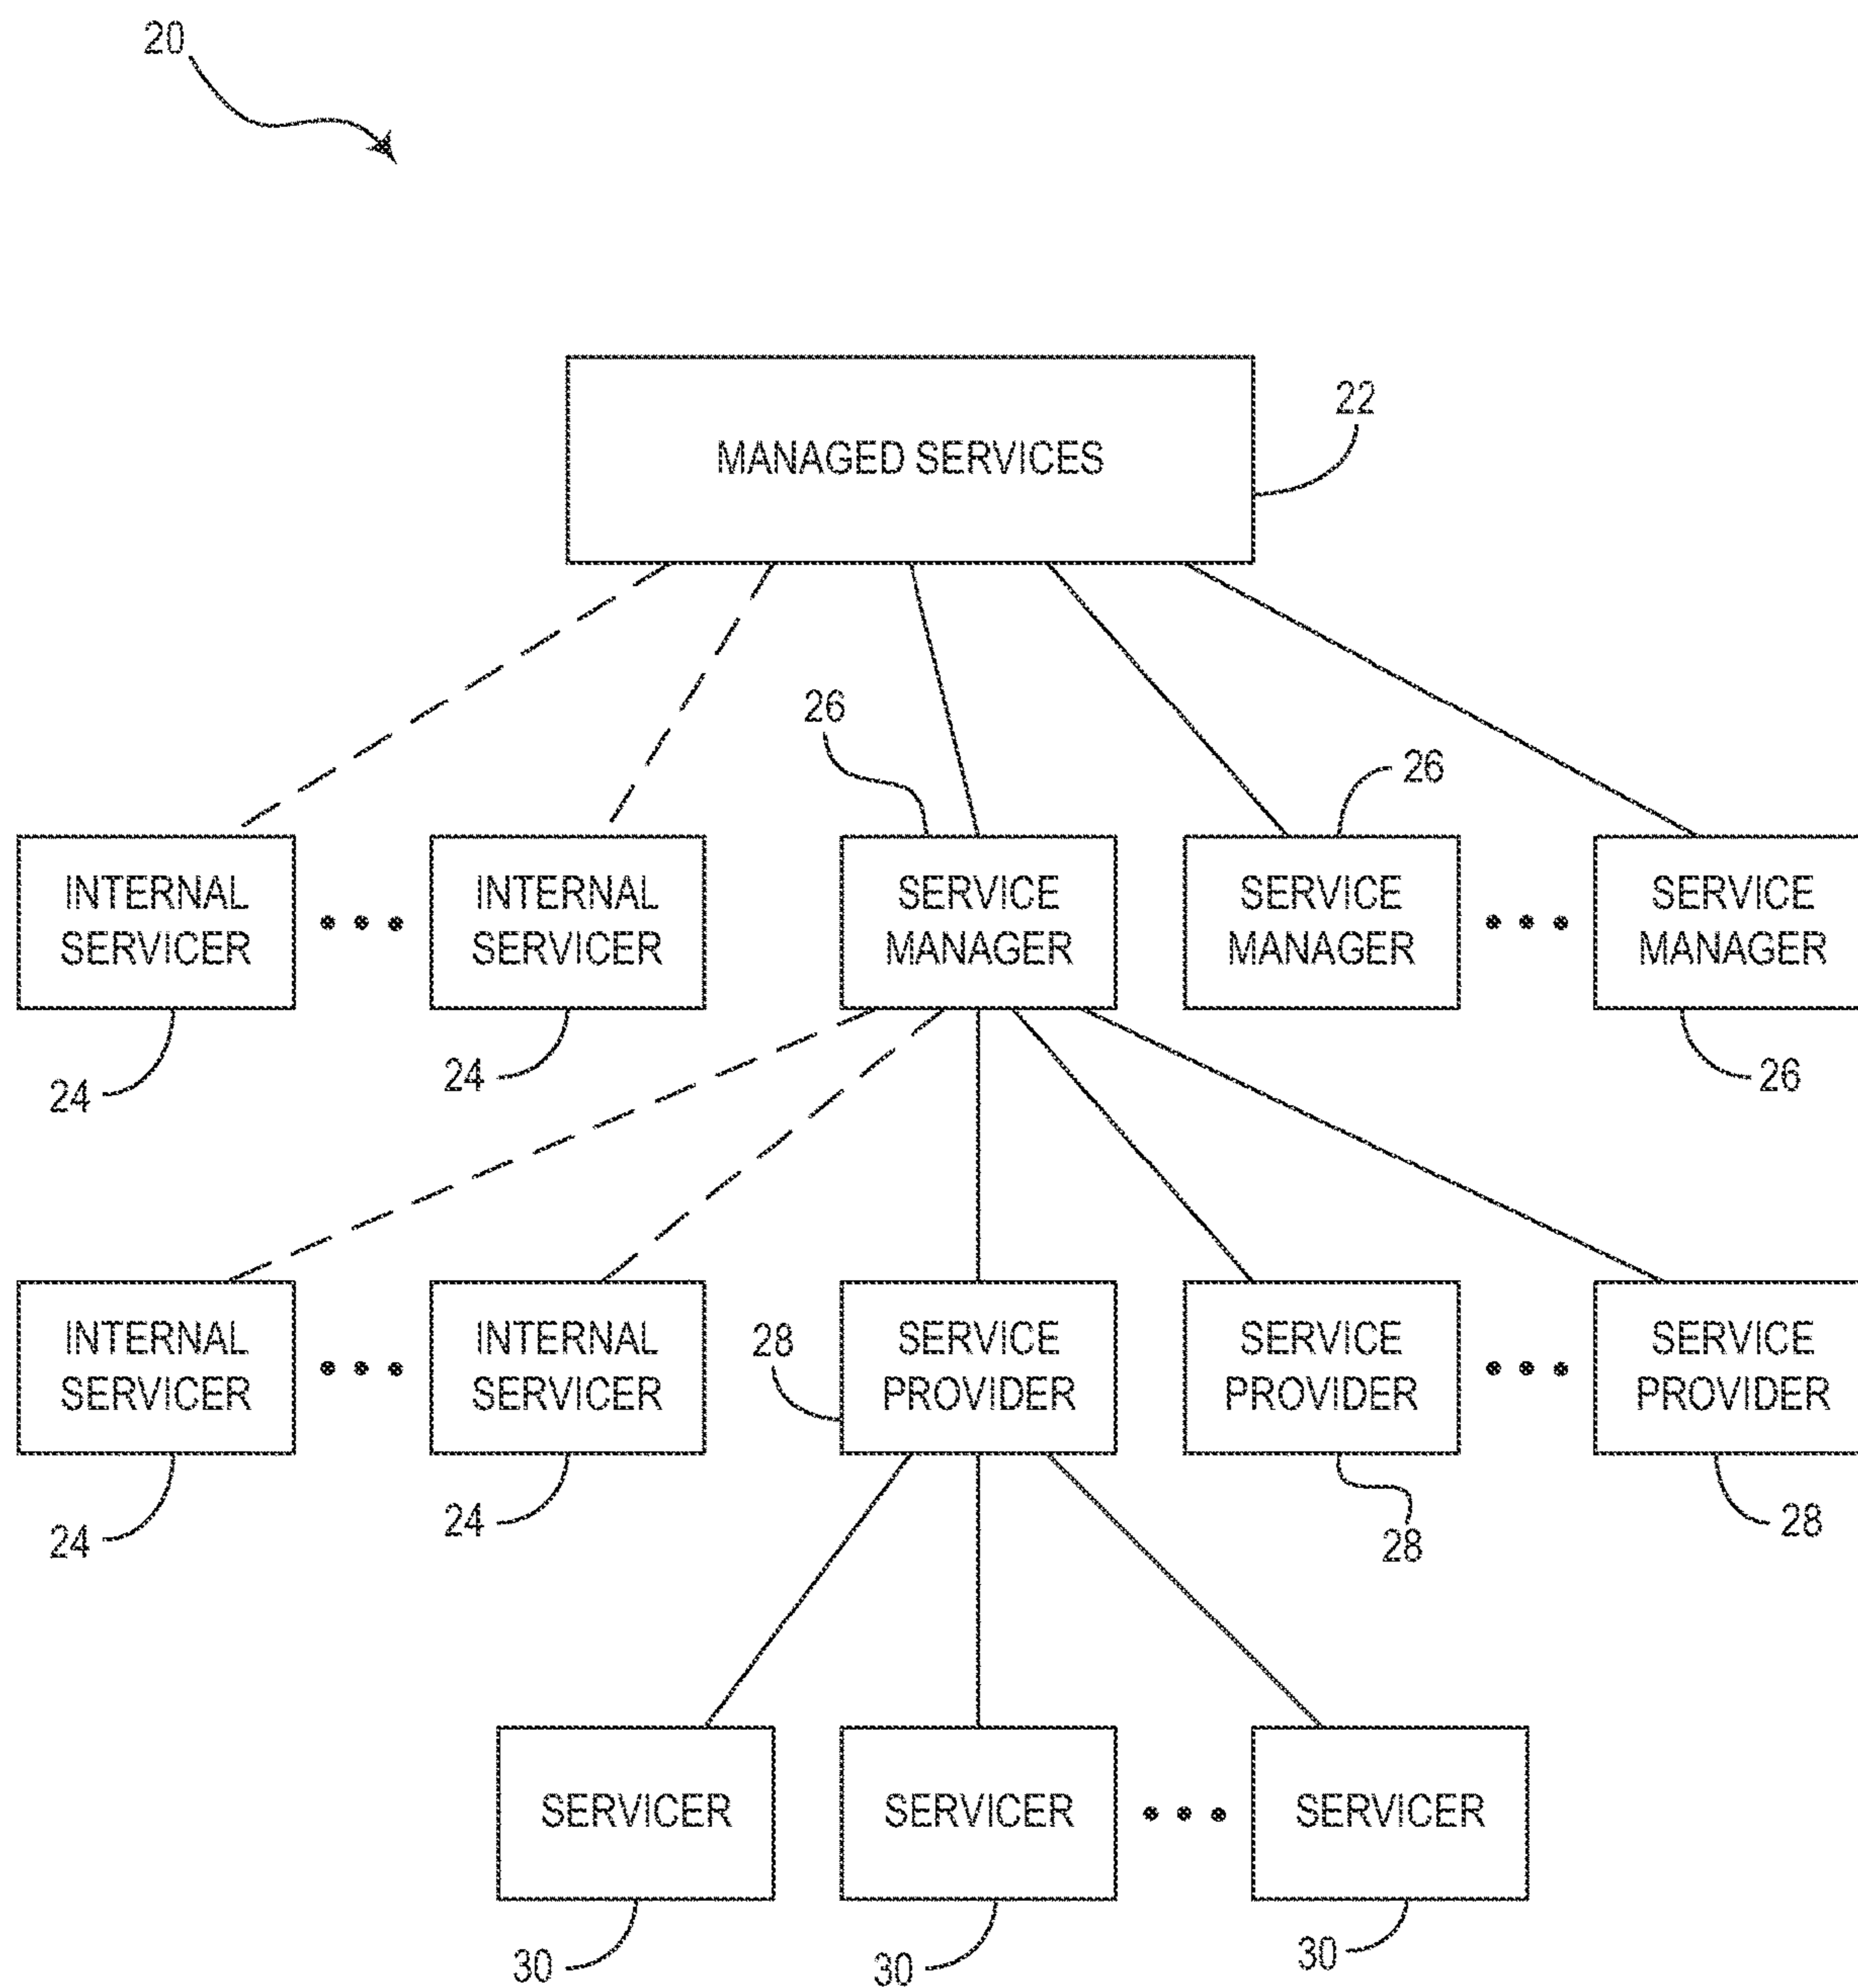 20
22
MANAGED SERVICES
26
26
INTERNAL
SERVICER
INTERNAL
SERVICER
SERVICE
MANAGER
SERVICE
MANAGER
SERVICE
MANAGER
24
24
26
INTERNAL
SERVICER
INTERNAL
SERVICER
28
SERVICE
PROVIDER
SERVICE
PROVIDER
SERVICE
PROVIDER
24
24
28
28
SERVICER
SERVICER
SERVICER
30
30
30